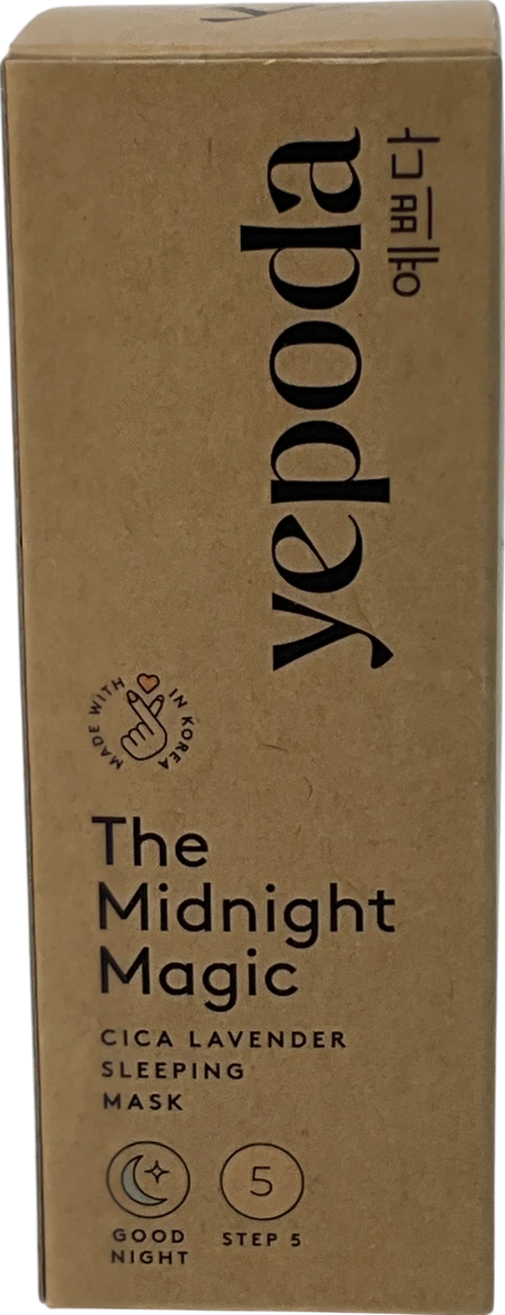 yepoda
예쁘다
MADE WITH IN KOREA
The
Midnight
Magic
CICA LAVENDER
SLEEPING
MASK
5
GOOD
NIGHT
STEP 5